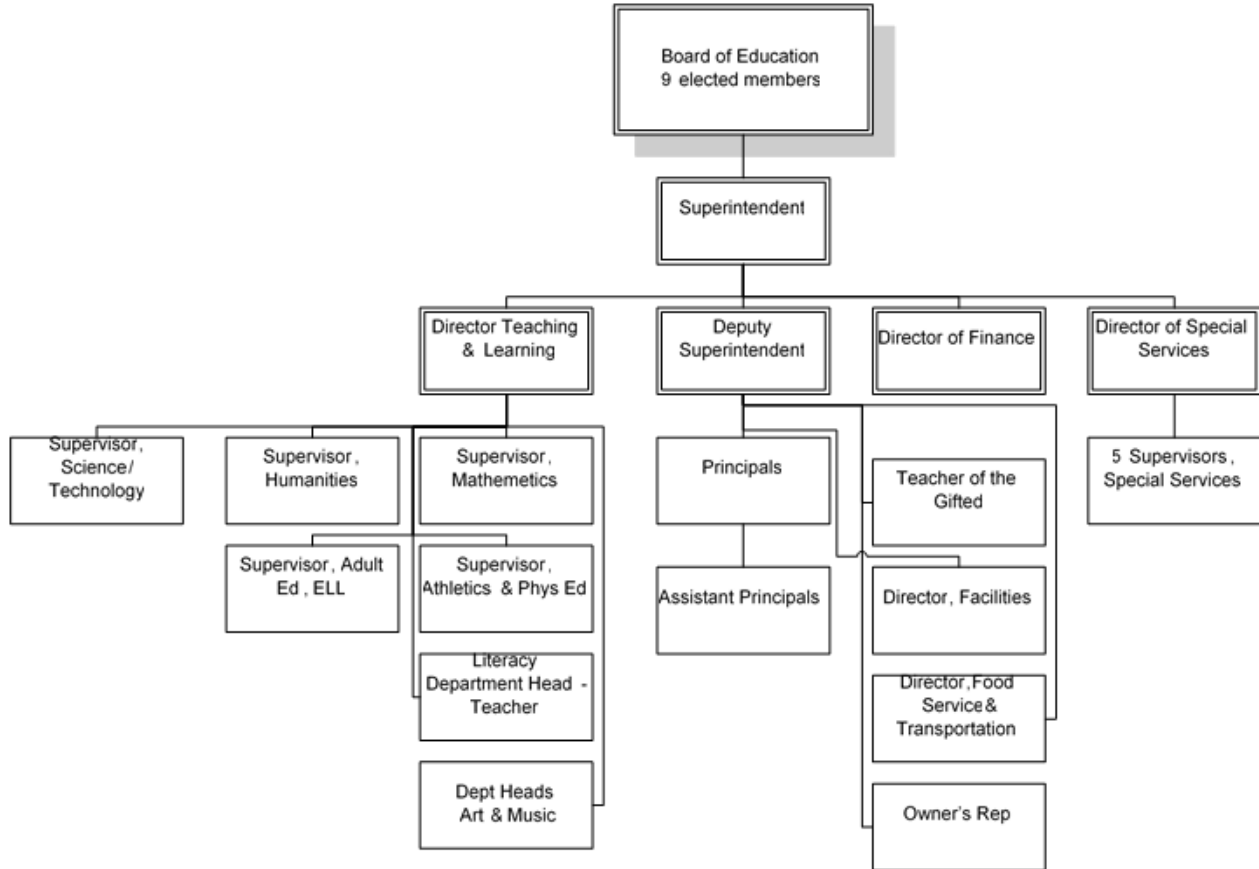 Board of Education
9 elected members
Superintendent
Director Teaching
& Learning
Deputy
Superintendent
Director of Finance
Director of Special
Services
Supervisor,
Science/
Technology
Supervisor,
Humanities
Supervisor,
Mathemetics
Principals
Teacher of the
Gifted
5 Supervisors,
Special Services
Supervisor, Adult
Ed, ELL
Supervisor,
Athletics & Phys Ed
Assistant Principals
Director, Facilities
Literacy
Department Head -
Teacher
Director, Food
Service &
Transportation
Dept Heads
Art & Music
Owner's Rep